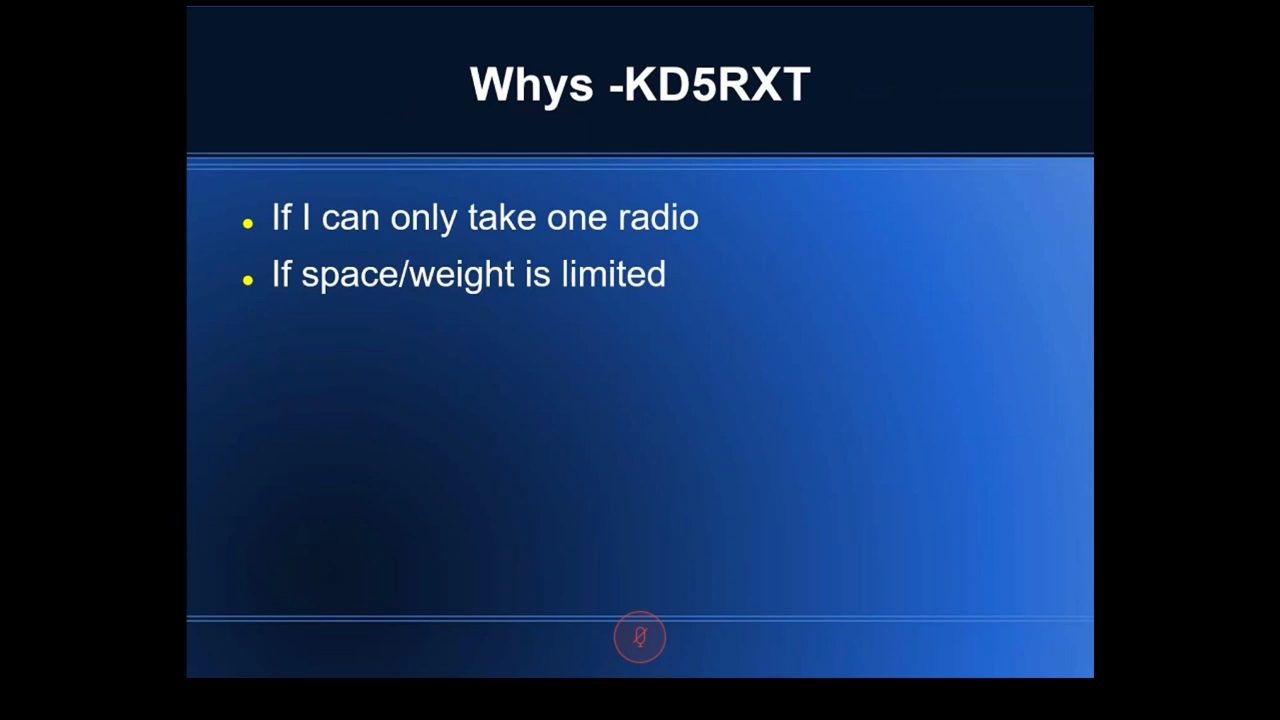 Whys -KD5RXT
If I can only take one radio
If space/weight is limited